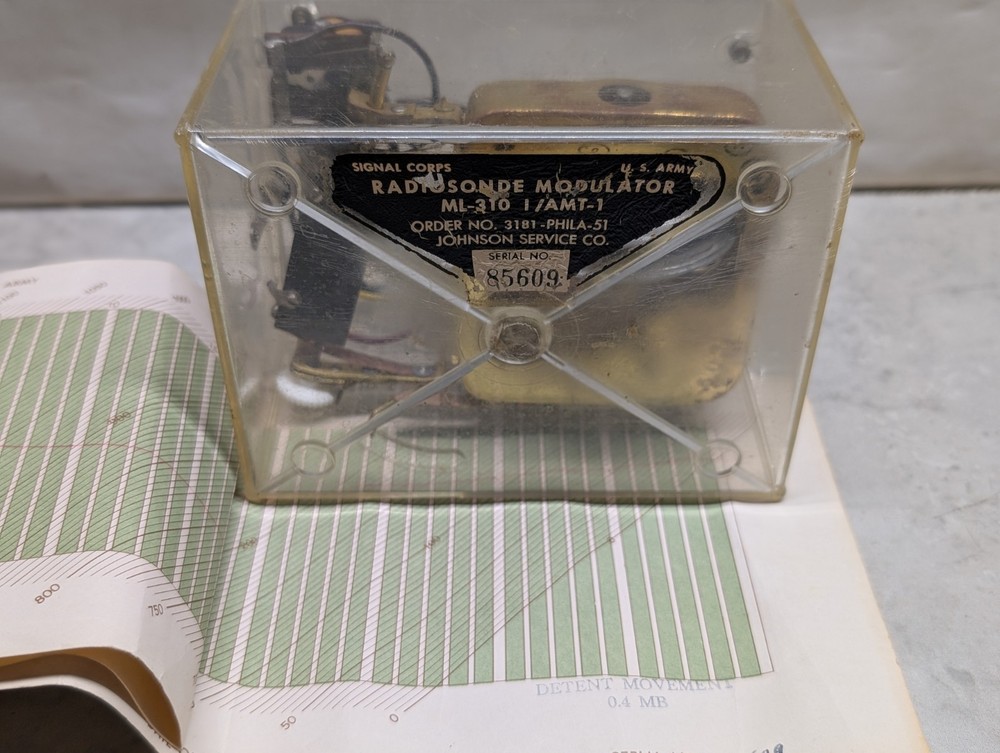 SIGNAL CORPS U. S. ARMY
RADIOSONDE MODULATOR
ML-310 I /AMT-1
ORDER NO. 3181-PHILA-51
JOHNSON SERVICE CO.
SERIAL NO.
85609
800
750
50
0
DETENT MOVEMENT
0.4 MB